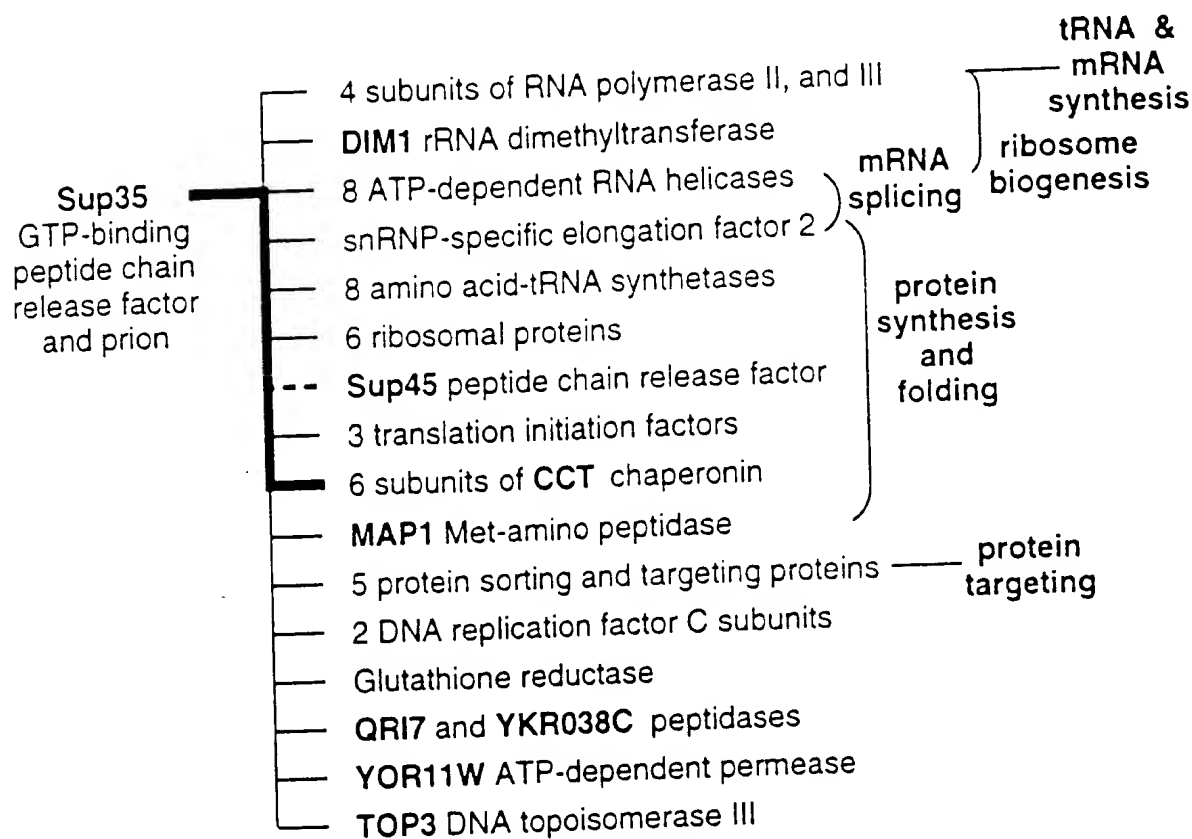 Sup35
GTP-binding
peptide chain
release factor
and prion
4 subunits of RNA polymerase II, and III
DIM1 rRNA dimethyltransferase
8 ATP-dependent RNA helicases
snRNP-specific elongation factor 2
8 amino acid-tRNA synthetases
6 ribosomal proteins
Sup45 peptide chain release factor
3 translation initiation factors
6 subunits of CCT chaperonin
MAP1 Met-amino peptidase
5 protein sorting and targeting proteins
2 DNA replication factor C subunits
Glutathione reductase
QRI7 and YKR038C peptidases
YOR11W ATP-dependent permease
TOP3 DNA topoisomerase III
tRNA &
mRNA
synthesis
ribosome
biogenesis
mRNA
splicing
protein
synthesis
and
folding
protein
targeting